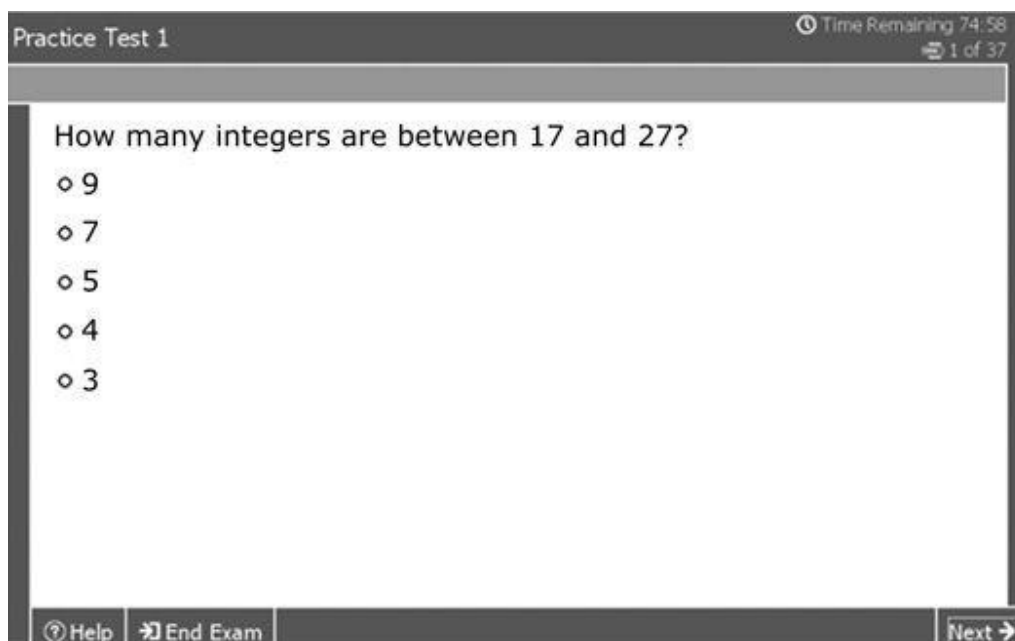 Practice Test 1
Time Remaining 74:58
1 of 37
How many integers are between 17 and 27?
9
7
5
4
3
Help
End Exam
Next